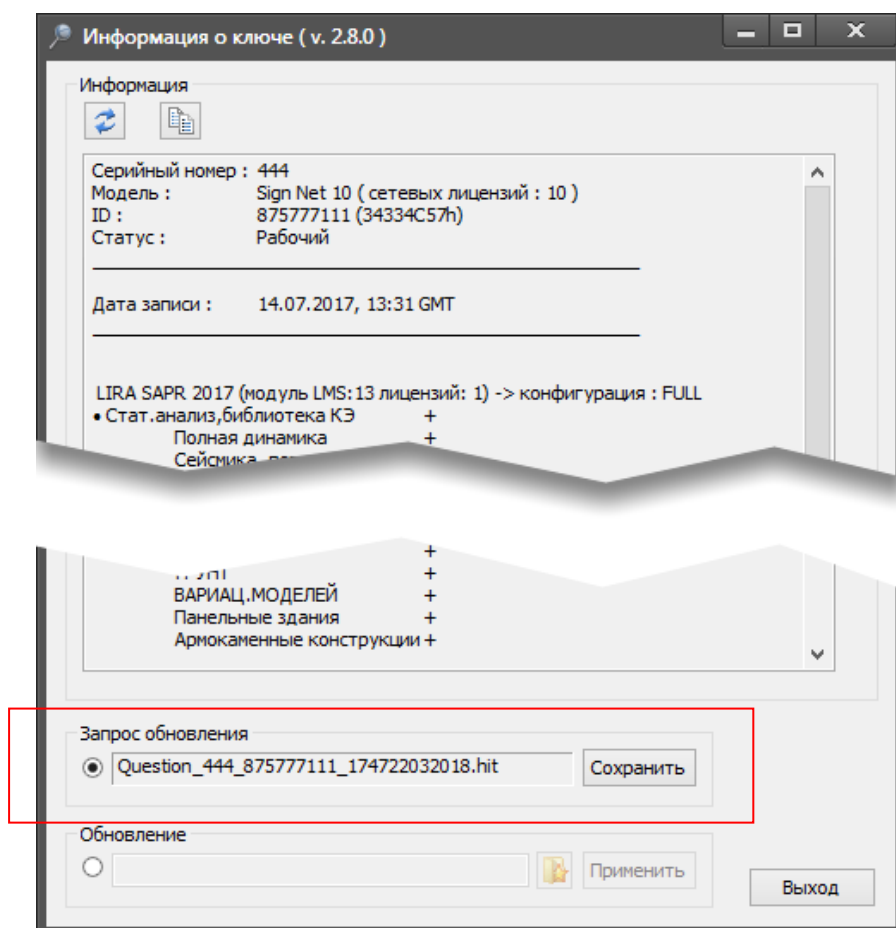 Информация о ключе ( v. 2.8.0 )
Информация
Серийный номер : 444
Модель : Sign Net 10 ( сетевых лицензий : 10 )
ID : 875777111 (34334C57h)
Статус : Рабочий
Дата записи : 14.07.2017, 13:31 GMT
LIRA SAPR 2017 (модуль LMS:13 лицензий: 1) -> конфигурация : FULL
• Стат.анализ,библиотека КЭ +
Полная динамика +
Сейсмика
+
+
ВАРИАЦ.МОДЕЛЕЙ +
Панельные здания +
Армокаменные конструкции +
Запрос обновления
Question_444_875777111_174722032018.hit Сохранить
Обновление
Применить
Выход